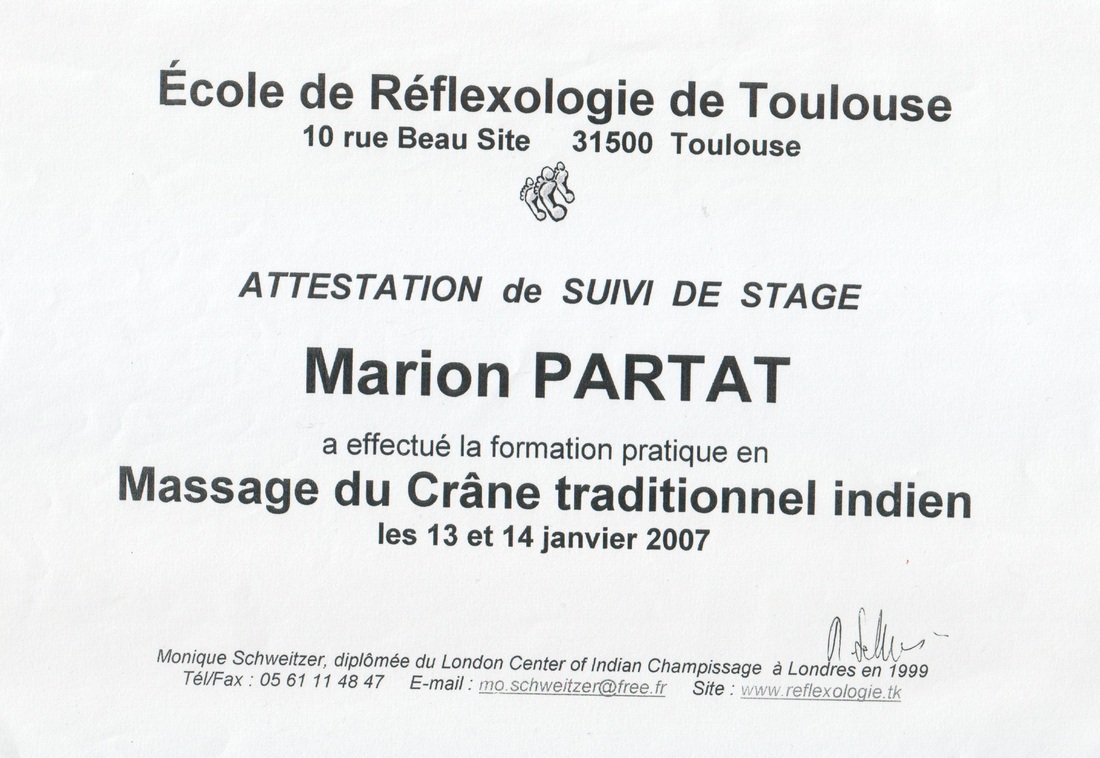 École de Réflexologie de Toulouse
10 rue Beau Site 31500 Toulouse
ATTESTATION de SUIVI DE STAGE
Marion PARTAT
a effectué la formation pratique en
Massage du Crâne traditionnel indien
les 13 et 14 janvier 2007
Monique Schweitzer, diplômée du London Center of Indian Champissage à Londres en 1999
Tél/Fax : 05 61 11 48 47 E-mail : mo.schweitzer@free.fr Site : www.reflexologie.tk